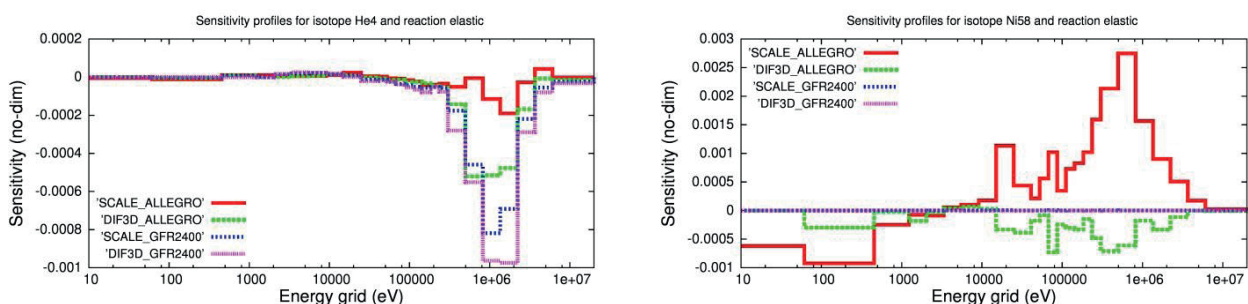 Sensitivity profiles for isotope He4 and reaction elastic
Sensitivity (no-dim)
0.0002
0
-0.0002
-0.0004
-0.0006
-0.0008
-0.001
'SCALE_ALLEGRO'
'DIF3D_ALLEGRO'
'SCALE_GFR2400'
'DIF3D_GFR2400'
10 100 1000 10000 100000 1e+06 1e+07
Energy grid (eV)
Sensitivity profiles for isotope Ni58 and reaction elastic
Sensitivity (no-dim)
0.003
0.0025
0.002
0.0015
0.001
0.0005
0
-0.0005
-0.001
'SCALE_ALLEGRO'
'DIF3D_ALLEGRO'
'SCALE_GFR2400'
'DIF3D_GFR2400'
10 100 1000 10000 100000 1e+06 1e+07
Energy grid (eV)